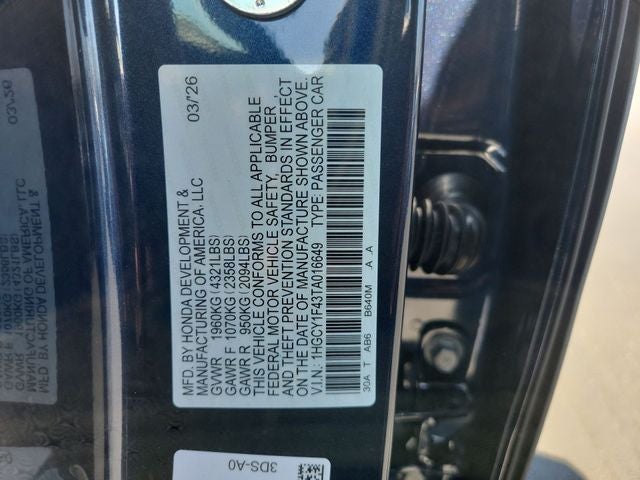 MFD. BY HONDA DEVELOPMENT & 03/26
MANUFACTURING OF AMERICA, LLC
GVWR 1960KG (4321LBS)
GAWR F 1070KG (2358LBS)
GAWR R 950KG (2094LBS)
THIS VEHICLE CONFORMS TO ALL APPLICABLE
FEDERAL MOTOR VEHICLE SAFETY, BUMPER,
AND THEFT PREVENTION STANDARDS IN EFFECT
ON THE DATE OF MANUFACTURE SHOWN ABOVE.
V.I.N.: 1HGCY1F43TA016649 TYPE: PASSENGER CAR
30A T AB6 B640M A A
3DS-A0